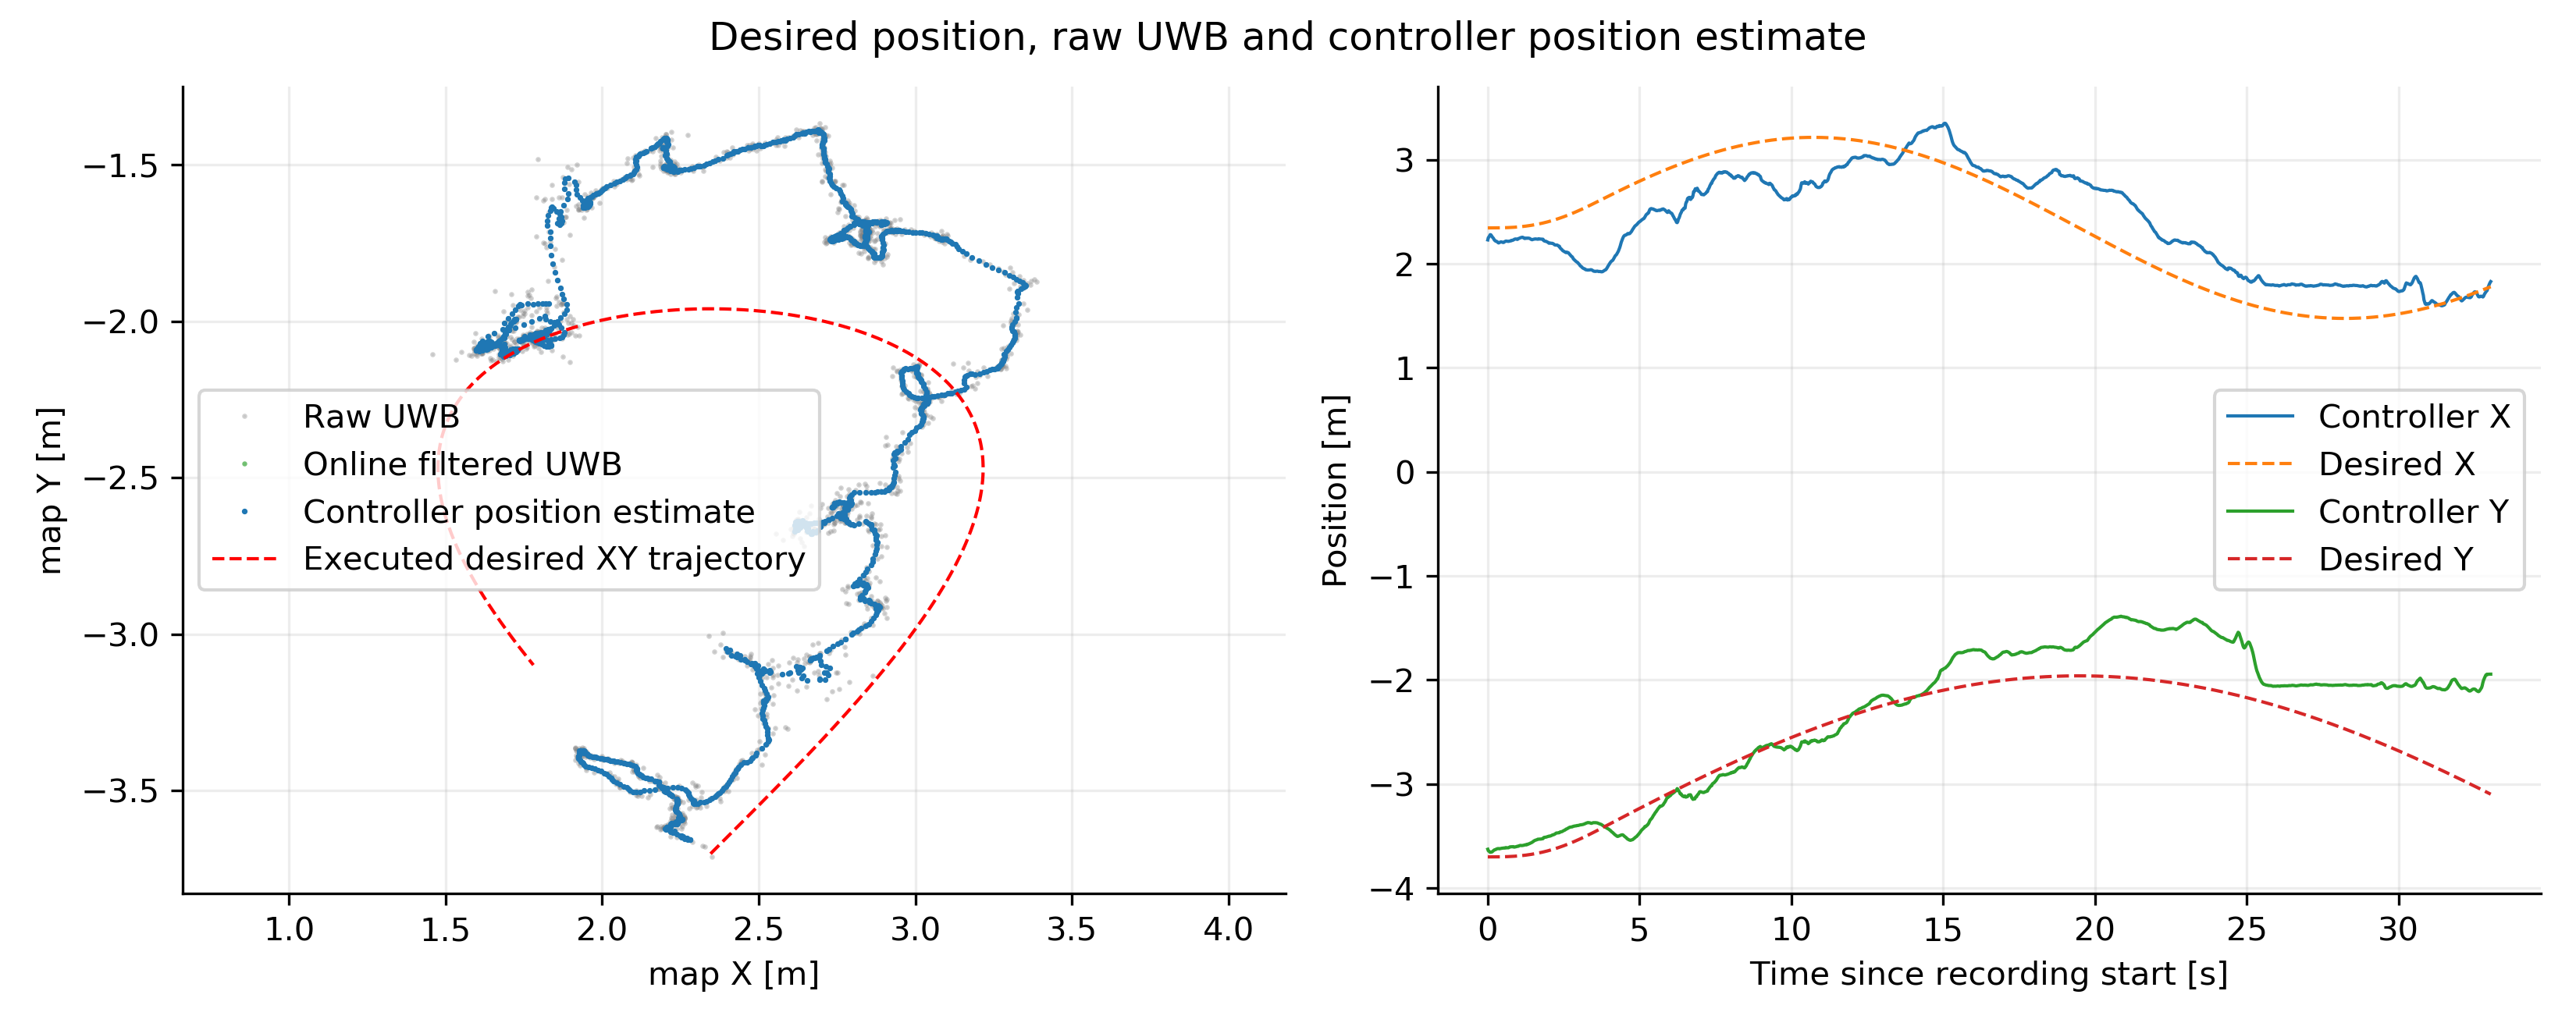 Desired position, raw UWB and controller position estimate
−1.5
−2.0
−2.5
−3.0
−3.5
map Y [m]
Raw UWB
Online filtered UWB
Controller position estimate
Executed desired XY trajectory
1.0 1.5 2.0 2.5 3.0 3.5 4.0
map X [m]
3
2
1
0
−1
−2
−3
−4
Position [m]
Controller X
Desired X
Controller Y
Desired Y
0 5 10 15 20 25 30
Time since recording start [s]